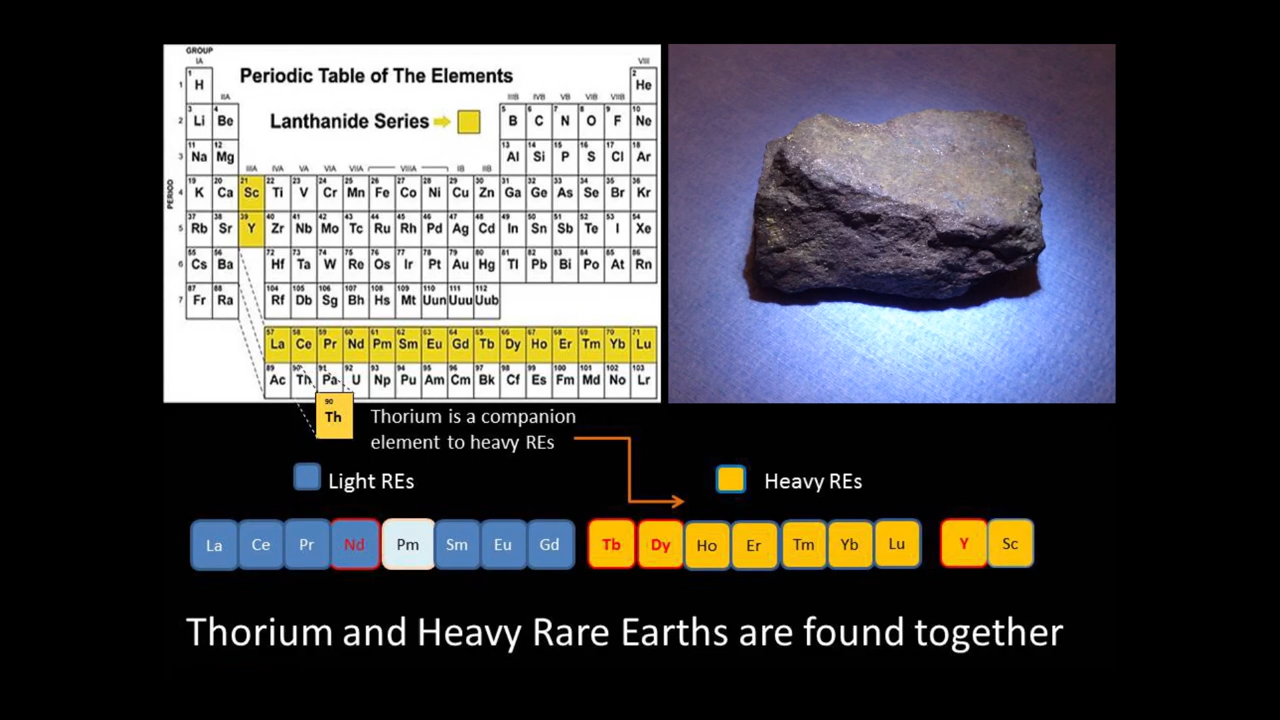 GROUP
IA VIII
Periodic Table of The Elements
1 H 2 He
IIA IIIB IVB VB VIB VIIB
3 Li 4 Be 5 B 6 C 7 N 8 O 9 F 10 Ne
Lanthanide Series
11 Na 12 Mg 13 Al 14 Si 15 P 16 S 17 Cl 18 Ar
IIIA IVA VA VIA VIIA VIIIA IB IIB
PERIOD
1
2
3
4 19 K 20 Ca 21 Sc 22 Ti 23 V 24 Cr 25 Mn 26 Fe 27 Co 28 Ni 29 Cu 30 Zn 31 Ga 32 Ge 33 As 34 Se 35 Br 36 Kr
5 37 Rb 38 Sr 39 Y 40 Zr 41 Nb 42 Mo 43 Tc 44 Ru 45 Rh 46 Pd 47 Ag 48 Cd 49 In 50 Sn 51 Sb 52 Te 53 I 54 Xe
6 55 Cs 56 Ba 72 Hf 73 Ta 74 W 75 Re 76 Os 77 Ir 78 Pt 79 Au 80 Hg 81 Tl 82 Pb 83 Bi 84 Po 85 At 86 Rn
7 87 Fr 88 Ra 104 Rf 105 Db 106 Sg 107 Bh 108 Hs 109 Mt 110 Uun 111 Uuu 112 Uub
57 La 58 Ce 59 Pr 60 Nd 61 Pm 62 Sm 63 Eu 64 Gd 65 Tb 66 Dy 67 Ho 68 Er 69 Tm 70 Yb 71 Lu
89 Ac 90 Th 91 Pa 92 U 93 Np 94 Pu 95 Am 96 Cm 97 Bk 98 Cf 99 Es 100 Fm 101 Md 102 No 103 Lr
90 Th
Thorium is a companion
element to heavy REs
Light REs
Heavy REs
La Ce Pr Nd Pm Sm Eu Gd Tb Dy Ho Er Tm Yb Lu Y Sc
Thorium and Heavy Rare Earths are found together